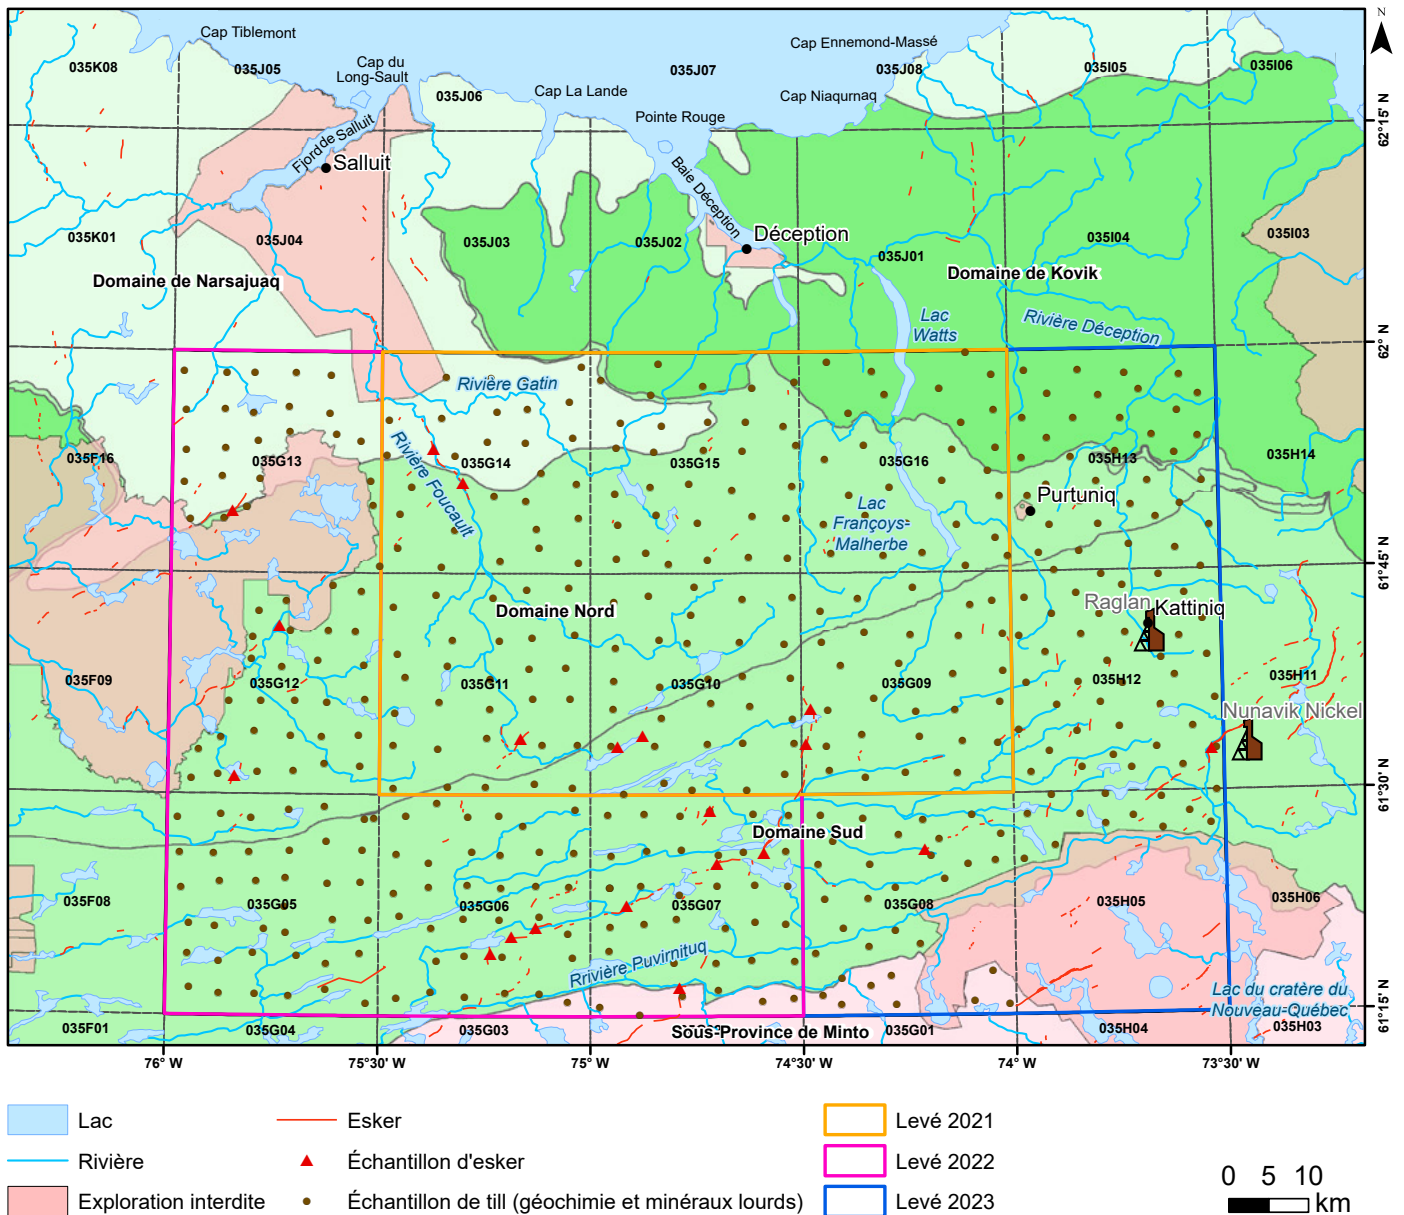 Cap Tiblemont
Cap Ennemond-Massé
N
035K08
035J05
Cap du
Long-Sault
035J07
035J08
035I05
035I06
035J06
Cap La Lande
Cap Niaqurnaq
Pointe Rouge
62°15' N
Fjord de Salluit
Salluit
Baie Déception
035K01
035J04
035J03
035J02
Déception
035J01
035I04
035I03
Domaine de Narsajuaq
Domaine de Kovik
Lac
Watts
Rivière Déception
62° N
Rivière Gatin
Rivière Foucault
035F16
035G13
035G14
035G15
035G16
035H13
035H14
Purtuniq
Lac
Françoys-
Malherbe
61°45' N
Domaine Nord
Raglan
Kattiniq
035F09
035G12
035G11
035G10
035G09
035H12
035H11
Nunavik Nickel
61°30' N
Domaine Sud
035F08
035G05
035G06
035G07
035G08
035H05
035H06
Rrivière Puvirnituq
Lac du cratère du
Nouveau-Québec
61°15' N
035F01
035G04
035G03
Sous-Province de Minto
035G01
035H04
035H03
76° W
75°30' W
75° W
74°30' W
74° W
73°30' W
Lac
Esker
Levé 2021
Rivière
Échantillon d'esker
Levé 2022
Exploration interdite
Échantillon de till (géochimie et minéraux lourds)
Levé 2023
0 5 10
km